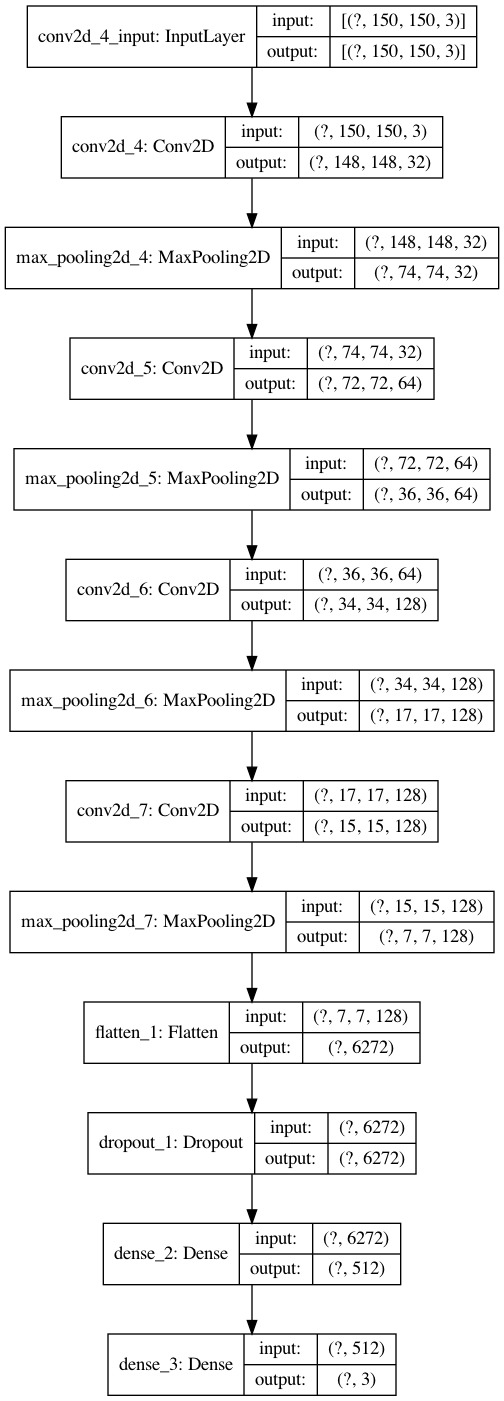 conv2d_4_input: InputLayer
input: [(?, 150, 150, 3)]
output: [(?, 150, 150, 3)]
conv2d_4: Conv2D
input: (?, 150, 150, 3)
output: (?, 148, 148, 32)
max_pooling2d_4: MaxPooling2D
input: (?, 148, 148, 32)
output: (?, 74, 74, 32)
conv2d_5: Conv2D
input: (?, 74, 74, 32)
output: (?, 72, 72, 64)
max_pooling2d_5: MaxPooling2D
input: (?, 72, 72, 64)
output: (?, 36, 36, 64)
conv2d_6: Conv2D
input: (?, 36, 36, 64)
output: (?, 34, 34, 128)
max_pooling2d_6: MaxPooling2D
input: (?, 34, 34, 128)
output: (?, 17, 17, 128)
conv2d_7: Conv2D
input: (?, 17, 17, 128)
output: (?, 15, 15, 128)
max_pooling2d_7: MaxPooling2D
input: (?, 15, 15, 128)
output: (?, 7, 7, 128)
flatten_1: Flatten
input: (?, 7, 7, 128)
output: (?, 6272)
dropout_1: Dropout
input: (?, 6272)
output: (?, 6272)
dense_2: Dense
input: (?, 6272)
output: (?, 512)
dense_3: Dense
input: (?, 512)
output: (?, 3)